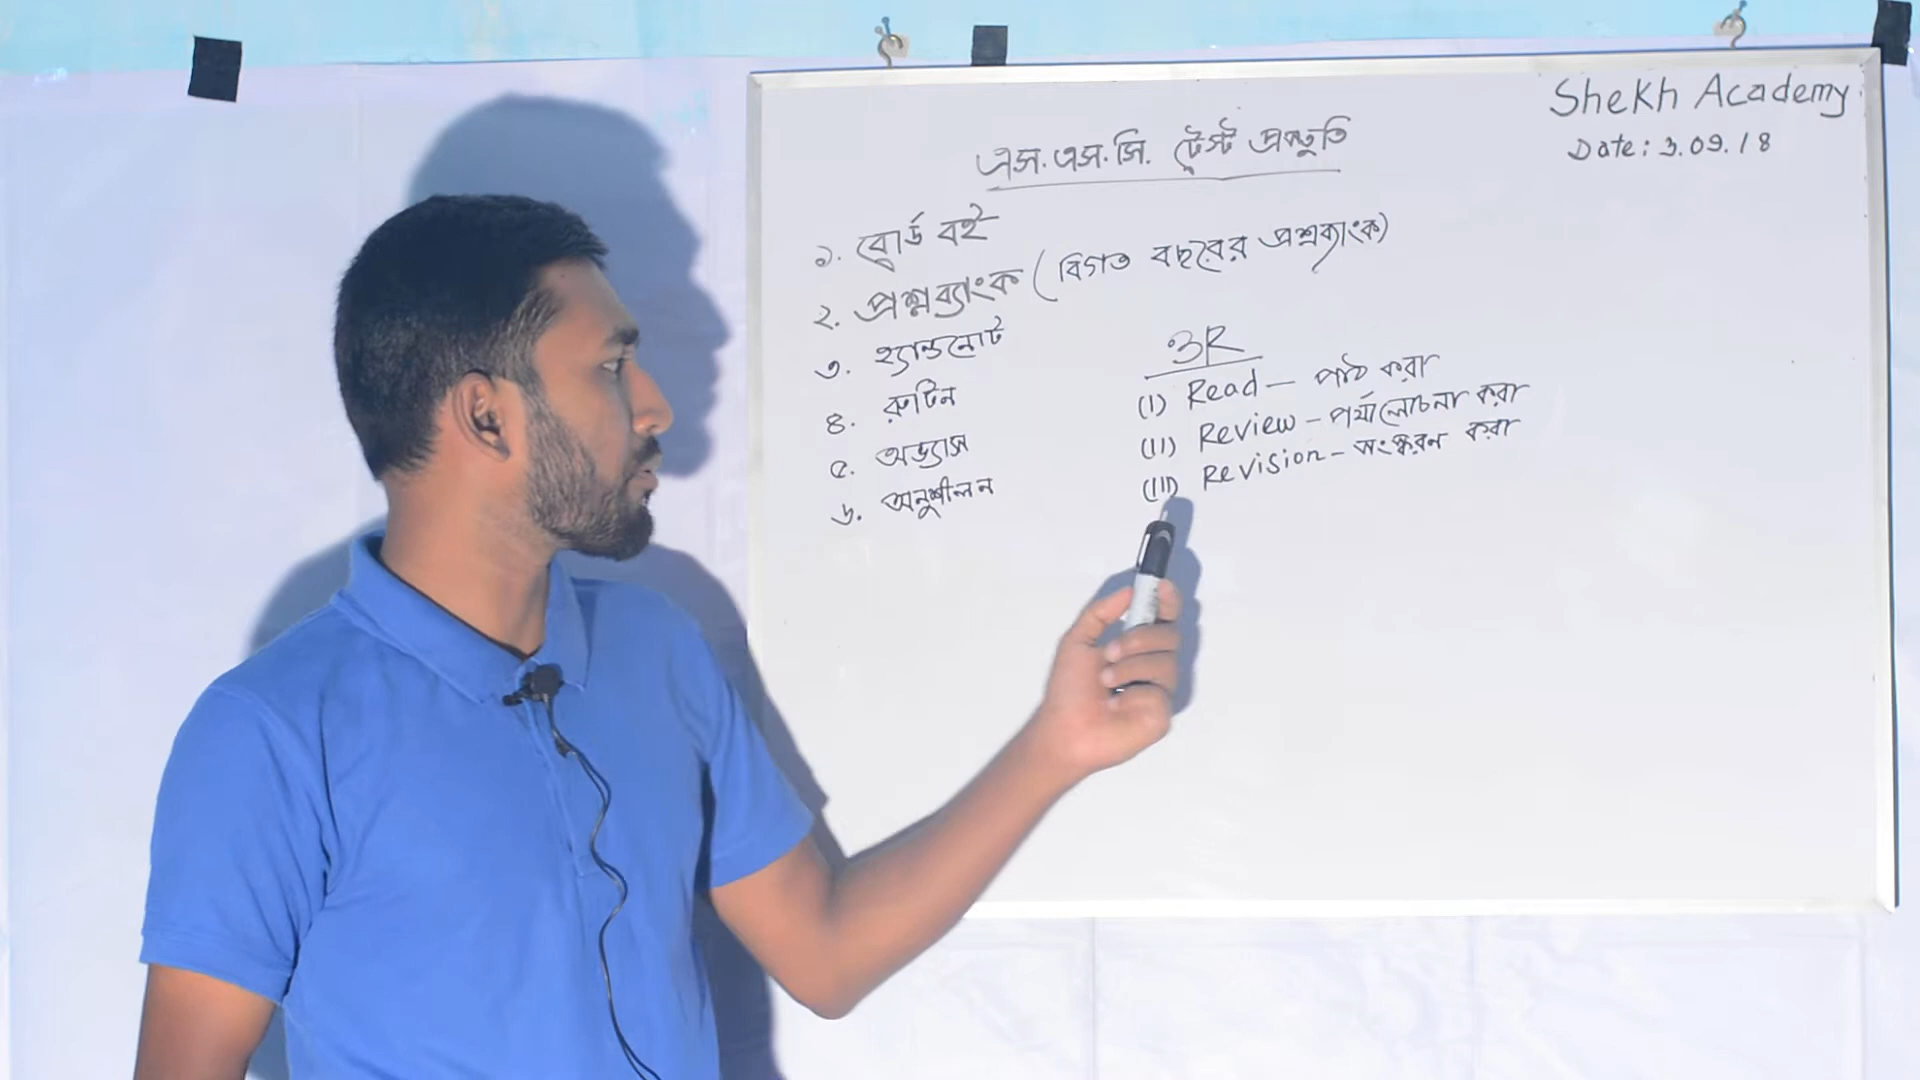 Shekh Academy
Date: 3.09.18
এস.এস.সি. টেস্ট প্রস্তুতি
১. বোর্ড বই
২. প্রশ্নব্যাংক (বিগত বছরের প্রশ্নব্যাংক)
৩. হ্যান্ডনোট
৪. রুটিন
৫. অভ্যাস
৬. অনুশীলন
3R
(I) Read – পাঠ করা
(II) Review – পর্যালোচনা করা
(III) Revision – সংস্করন করা